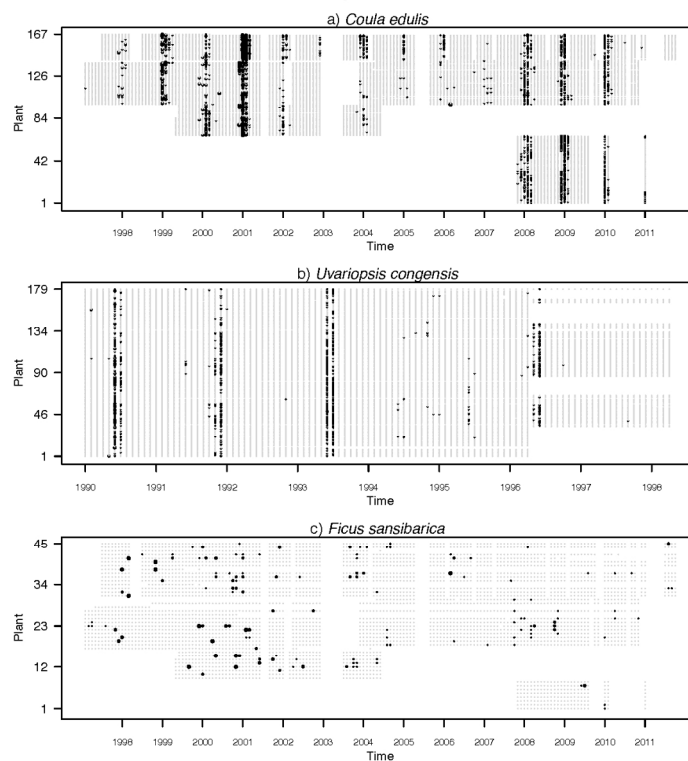 a) Coula edulis
167
126
84
42
1
Plant
1998 1999 2000 2001 2002 2003 2004 2005 2006 2007 2008 2009 2010 2011
Time
b) Uvariopsis congensis
179
134
90
46
1
Plant
1990 1991 1992 1993 1994 1995 1996 1997 1998
Time
c) Ficus sansibarica
45
34
23
12
1
Plant
1998 1999 2000 2001 2002 2003 2004 2005 2006 2007 2008 2009 2010 2011
Time